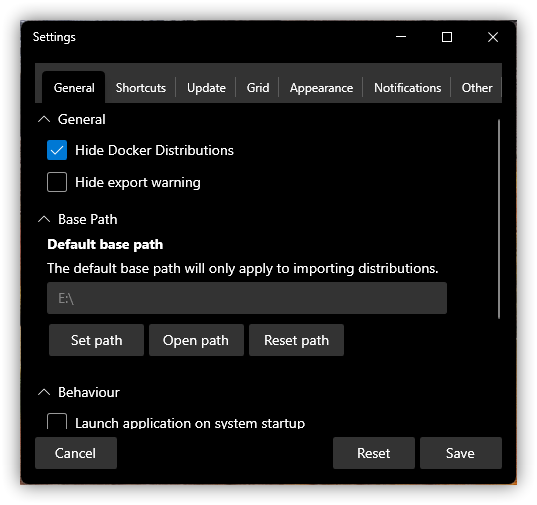 Settings
General Shortcuts Update Grid Appearance Notifications Other
General
Hide Docker Distributions
Hide export warning
Base Path
Default base path
The default base path will only apply to importing distributions.
E:\
Set path Open path Reset path
Behaviour
Launch application on system startup
Cancel Reset Save